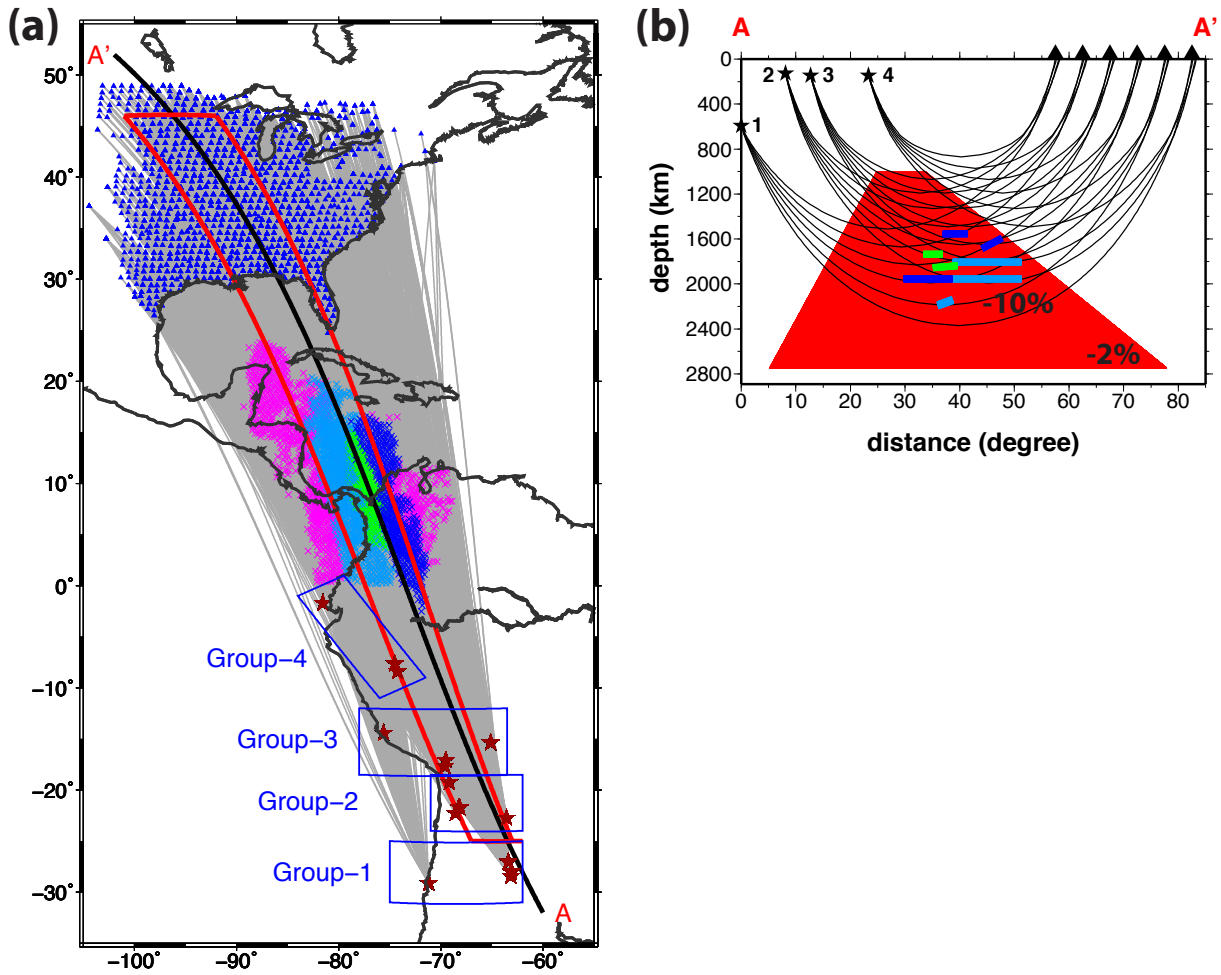 (a)
A’
50°
40°
30°
20°
10°
0°
−10°
−20°
−30°
−100° −90° −80° −70° −60°
Group−4
Group−3
Group−2
Group−1
A
(b)
A A’
0
400
800
1200
1600
2000
2400
2800
depth (km)
1
2
3
4
-10%
-2%
0 10 20 30 40 50 60 70 80
distance (degree)